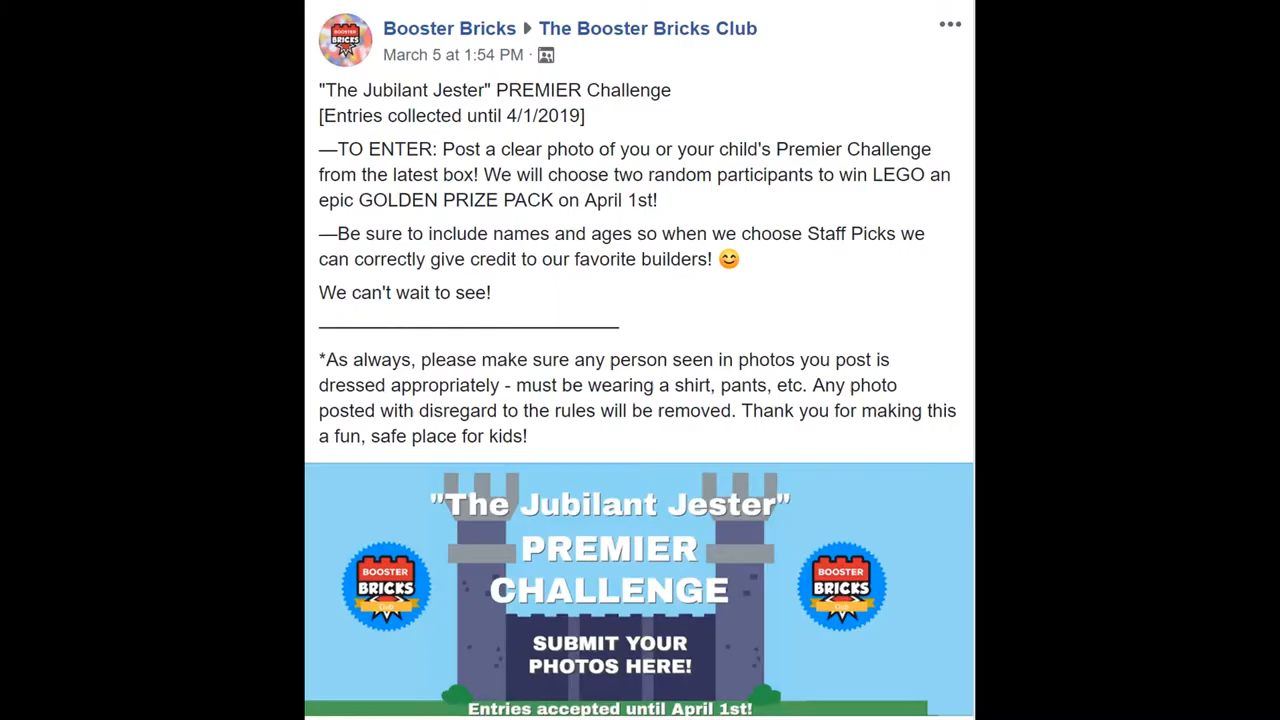 Booster Bricks The Booster Bricks Club
March 5 at 1:54 PM ·
"The Jubilant Jester" PREMIER Challenge
[Entries collected until 4/1/2019]
—TO ENTER: Post a clear photo of you or your child's Premier Challenge
from the latest box! We will choose two random participants to win LEGO an
epic GOLDEN PRIZE PACK on April 1st!
—Be sure to include names and ages so when we choose Staff Picks we
can correctly give credit to our favorite builders! 😊
We can't wait to see!
*As always, please make sure any person seen in photos you post is
dressed appropriately - must be wearing a shirt, pants, etc. Any photo
posted with disregard to the rules will be removed. Thank you for making this
a fun, safe place for kids!
"The Jubilant Jester"
PREMIER
CHALLENGE
SUBMIT YOUR
PHOTOS HERE!
Entries accepted until April 1st!
BOOSTER
BRICKS
Club
BOOSTER
BRICKS
Club
BOOSTER
BRICKS